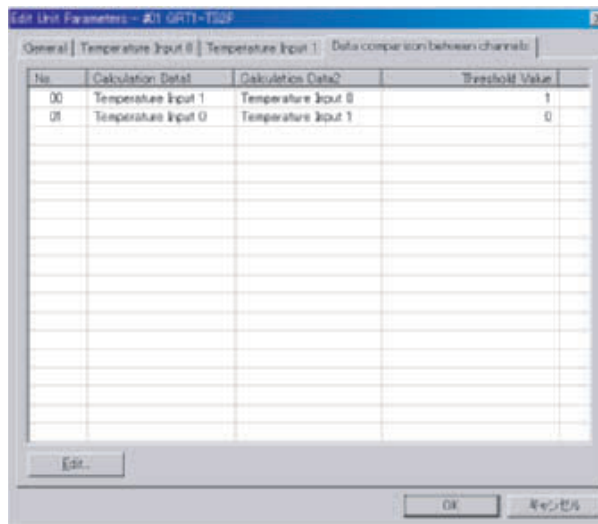 Edit Unit Parameters - #01 GRT1-TS2P
General Temperature Input 0 Temperature Input 1 Data comparison between channels
No. Calculation Data1 Calculation Data2 Threshold Value
00 Temperature Input 1 Temperature Input 0 1
01 Temperature Input 0 Temperature Input 1 0
Edit...
OK キャンセル